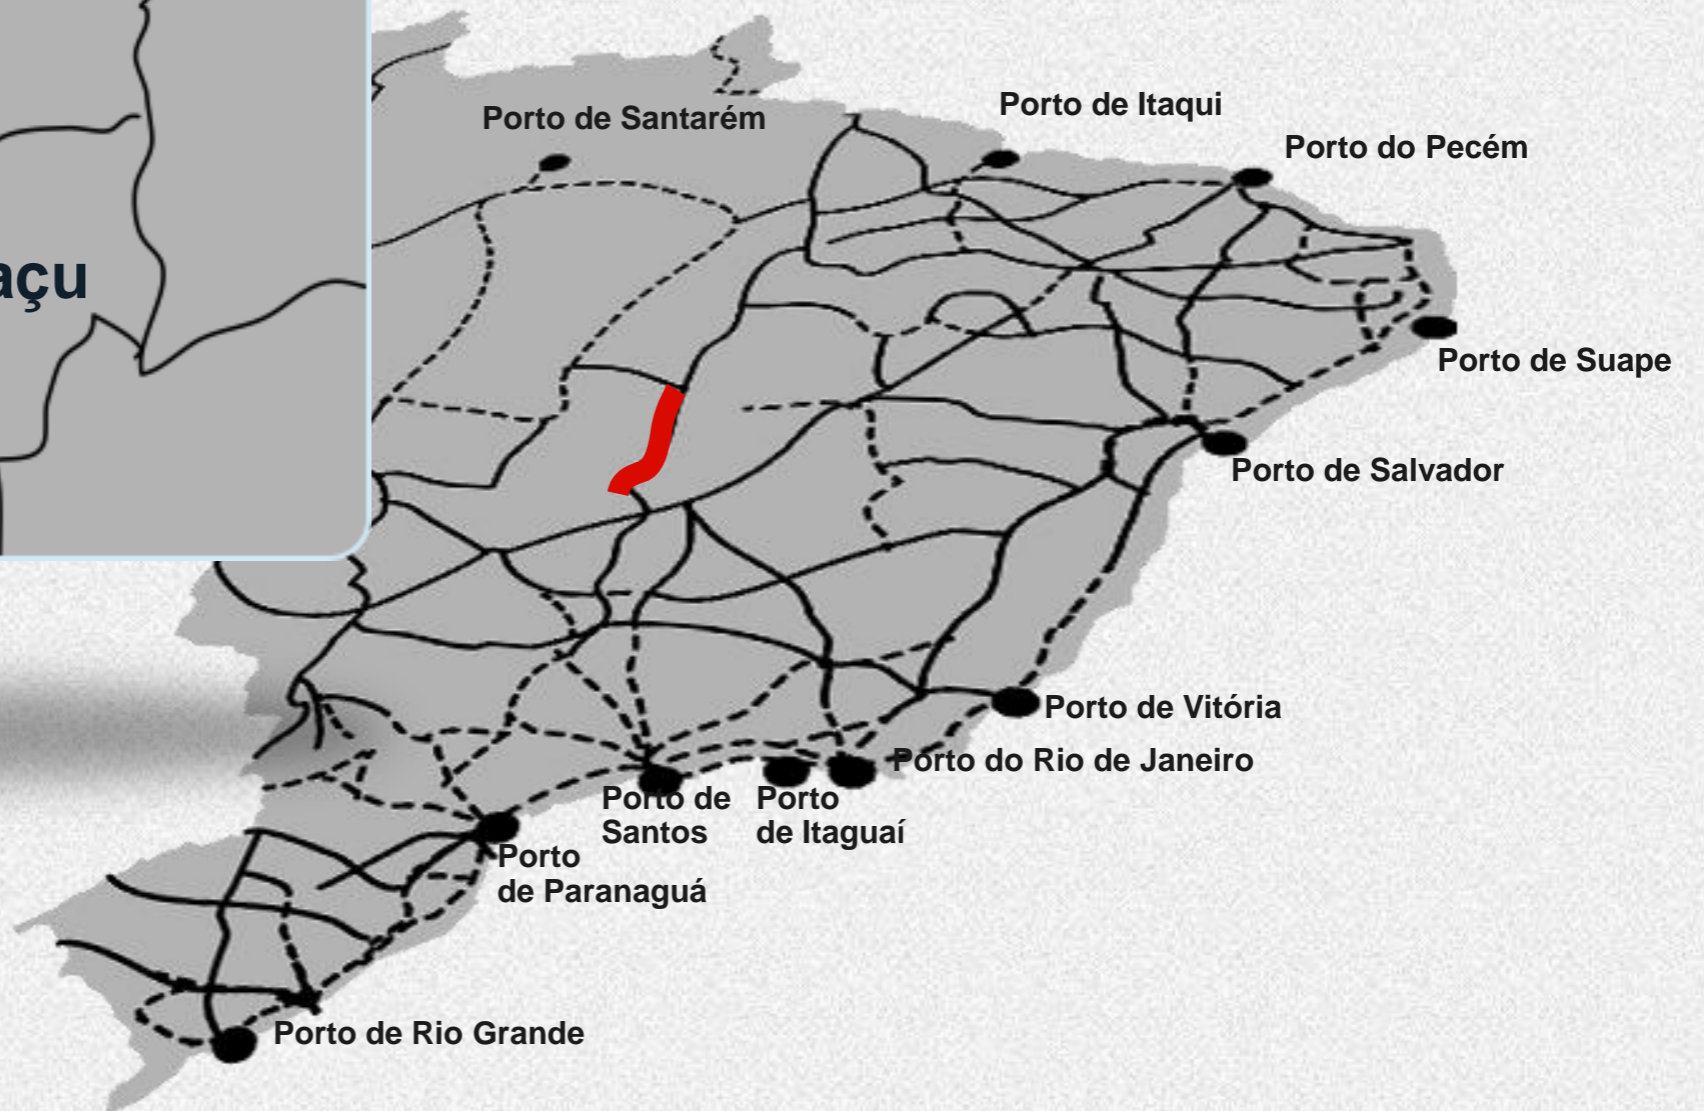 Porto de Itaqui
Porto de Santarém
Porto do Pecém
açu
Porto de Suape
Porto de Salvador
Porto de Vitória
Porto do Rio de Janeiro
Porto de
Santos
Porto
de Itaguaí
Porto
de Paranaguá
Porto de Rio Grande